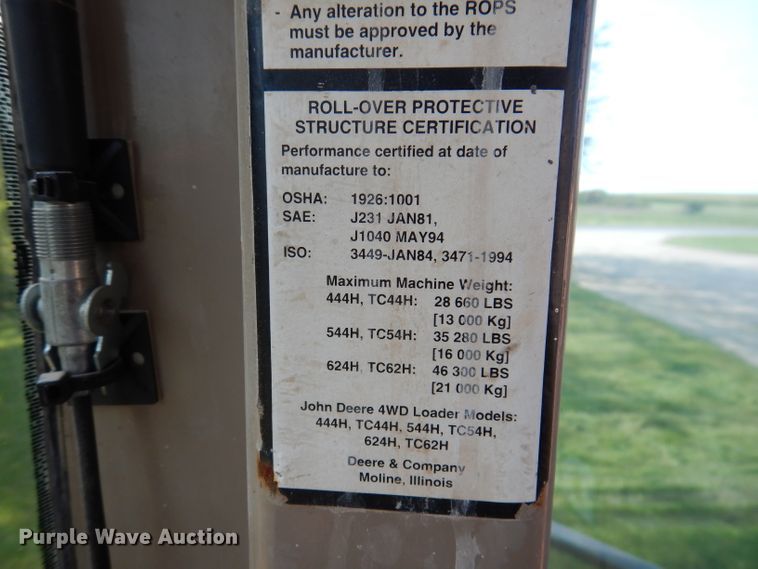 - Any alteration to the ROPS
must be approved by the
manufacturer.
ROLL-OVER PROTECTIVE
STRUCTURE CERTIFICATION
Performance certified at date of
manufacture to:
OSHA: 1926:1001
SAE: J231 JAN81,
J1040 MAY94
ISO: 3449-JAN84, 3471-1994
Maximum Machine Weight:
444H, TC44H: 28 660 LBS
[13 000 Kg]
544H, TC54H: 35 280 LBS
[16 000 Kg]
624H, TC62H: 46 300 LBS
[21 000 Kg]
John Deere 4WD Loader Models:
444H, TC44H, 544H, TC54H,
624H, TC62H
Deere & Company
Moline, Illinois
Purple Wave Auction